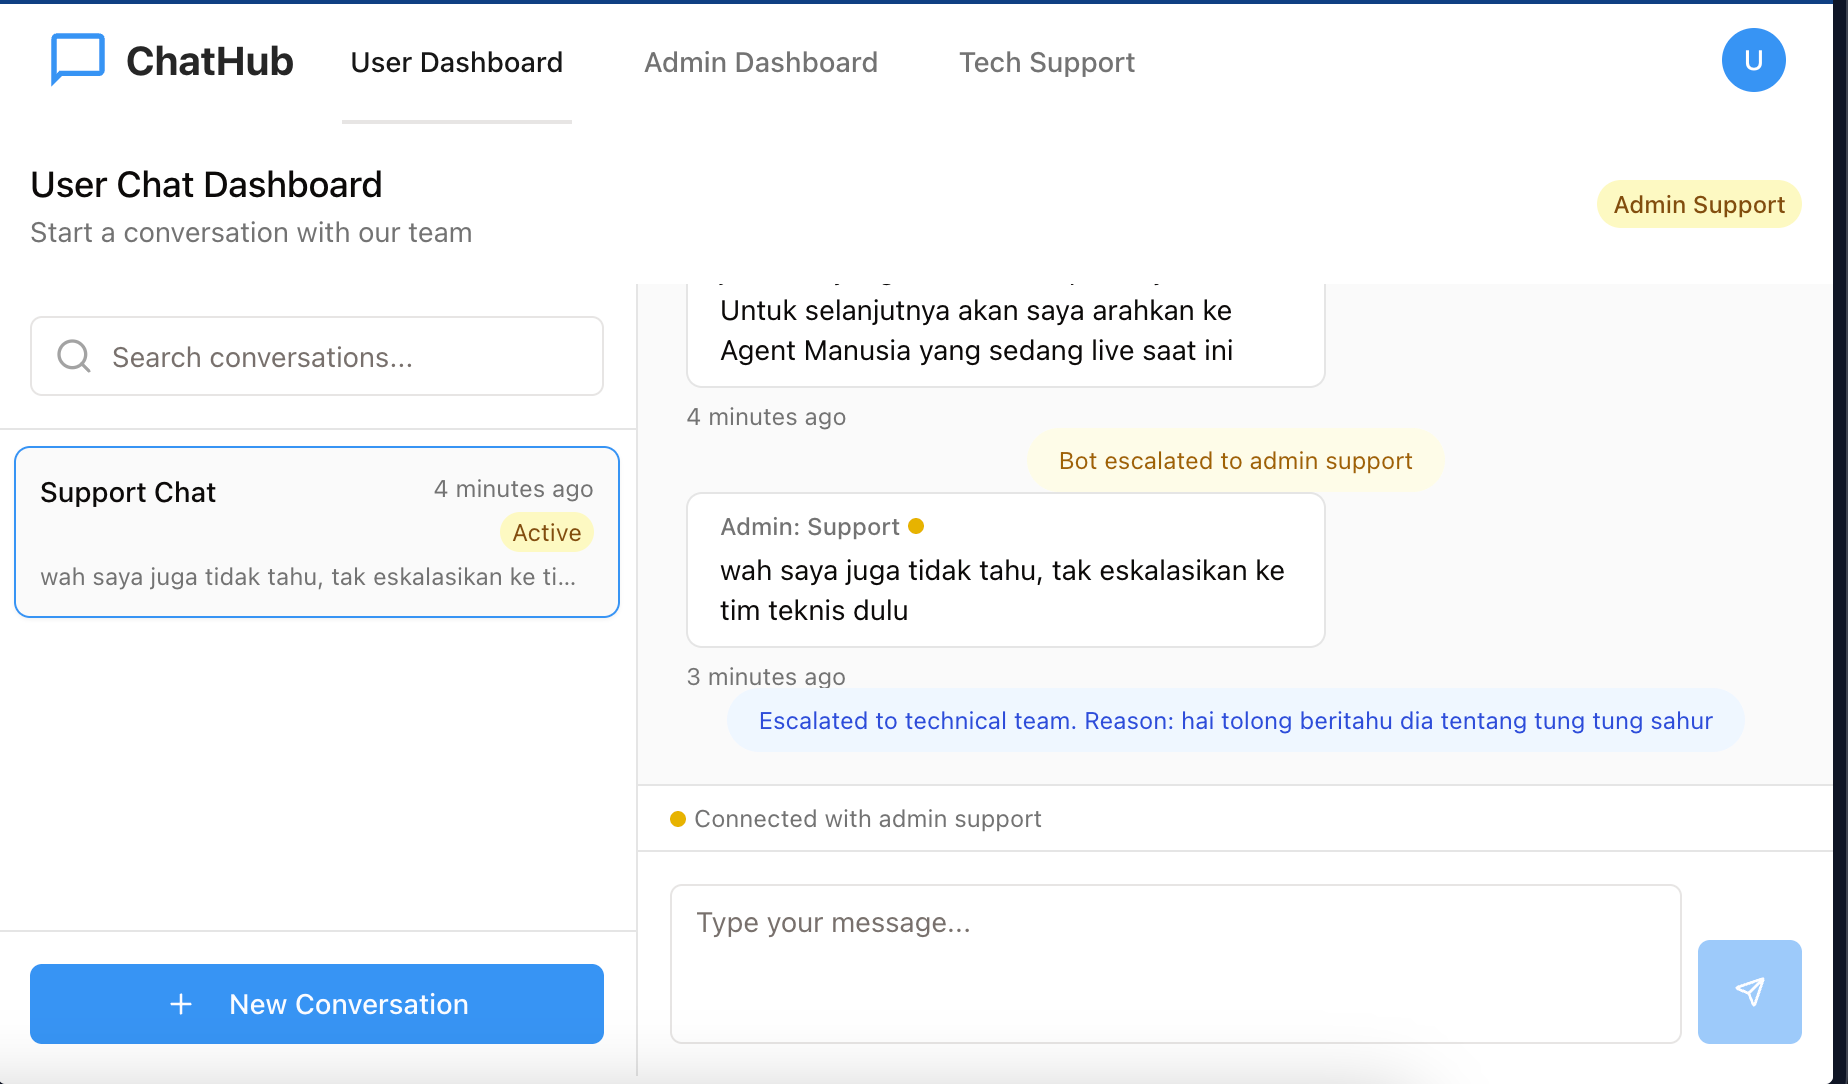 ChatHub
User Dashboard
Admin Dashboard
Tech Support
U
User Chat Dashboard
Start a conversation with our team
Admin Support
Search conversations...
Support Chat
4 minutes ago
Active
wah saya juga tidak tahu, tak eskalasikan ke ti...
New Conversation
Untuk selanjutnya akan saya arahkan ke
Agent Manusia yang sedang live saat ini
4 minutes ago
Bot escalated to admin support
Admin: Support
wah saya juga tidak tahu, tak eskalasikan ke
tim teknis dulu
3 minutes ago
Escalated to technical team. Reason: hai tolong beritahu dia tentang tung tung sahur
Connected with admin support
Type your message...